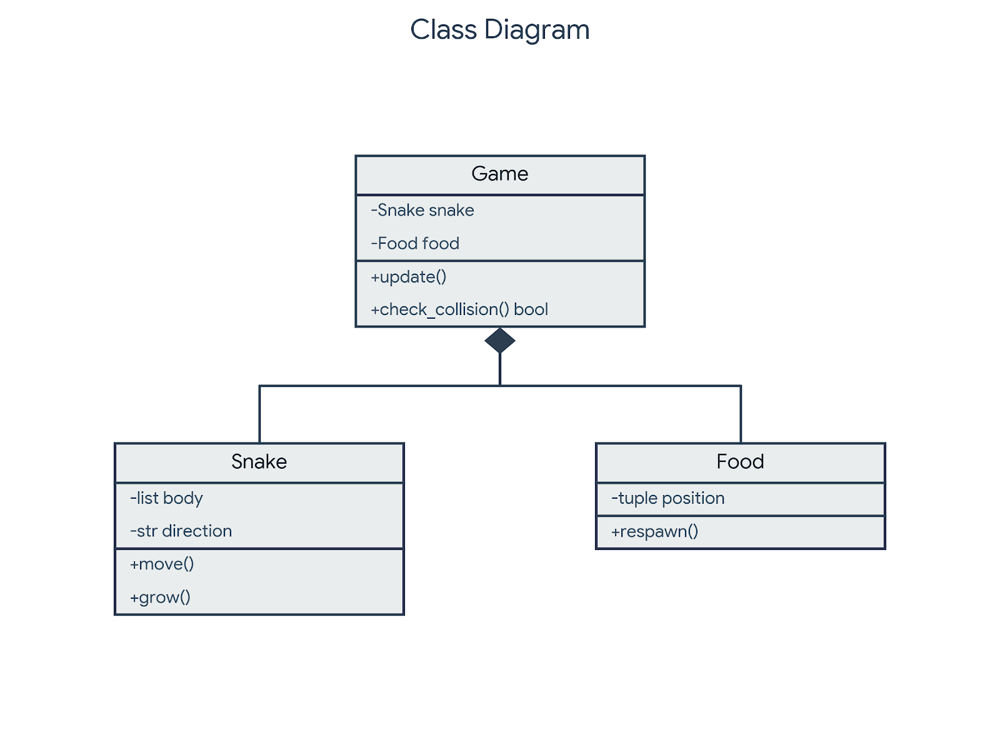 Class Diagram
Game
-Snake snake
-Food food
+update()
+check_collision() bool
Snake
-list body
-str direction
+move()
+grow()
Food
-tuple position
+respawn()